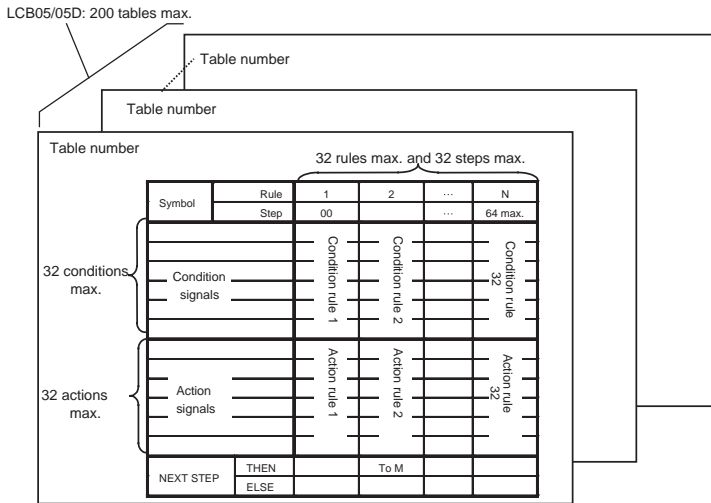 LCB05/05D: 200 tables max.
Table number
Table number
Table number
32 rules max. and 32 steps max.
Symbol Rule 1 2 ... N
Step 00 ... 64 max.
32 conditions
max.
Condition
signals
Condition rule 1
Condition rule 2
Condition rule
32
32 actions
max.
Action
signals
Action rule 1
Action rule 2
Action rule
32
NEXT STEP THEN To M
ELSE